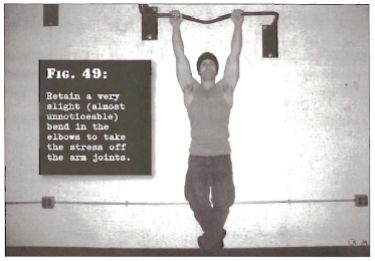 FIG. 49:
Retain a very
slight (almost
unnoticeable)
bend in the
elbows to take
the stress off
the arm joints.